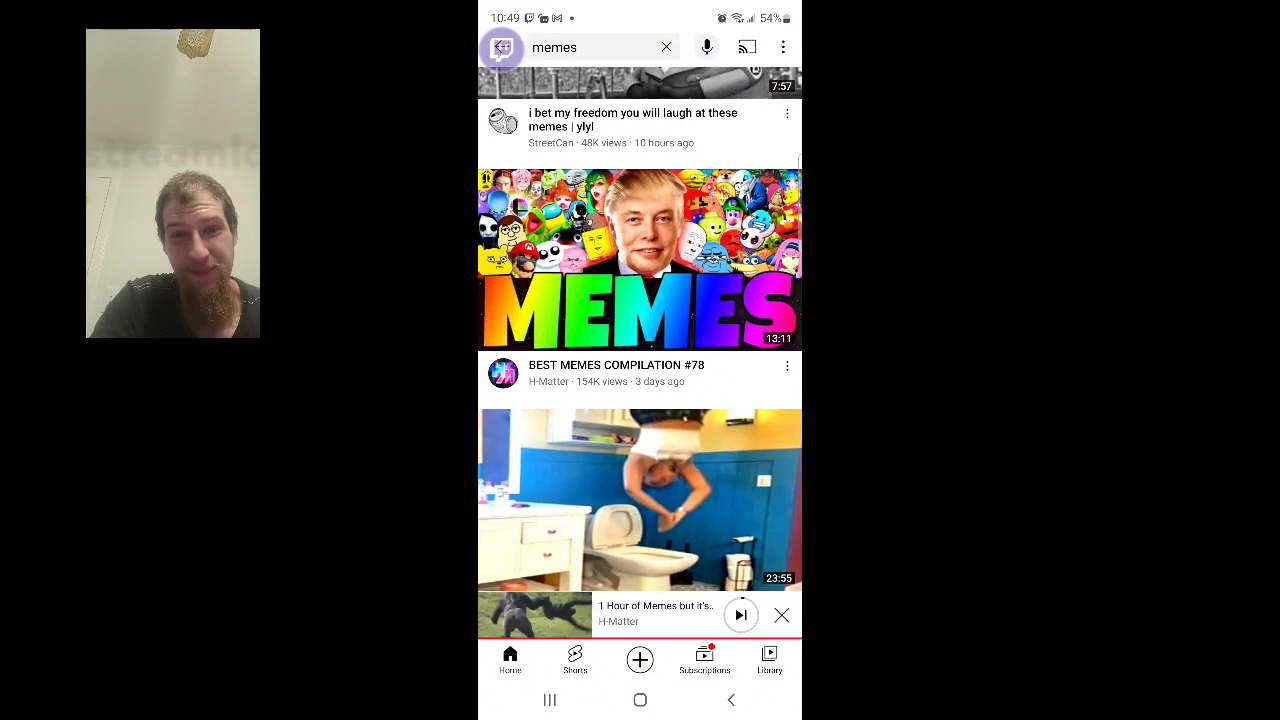 10:49
54%
memes
7:57
i bet my freedom you will laugh at these
memes | ylyl
StreetCan · 48K views · 10 hours ago
MEMES
13:11
BEST MEMES COMPILATION #78
H-Matter · 154K views · 3 days ago
23:55
1 Hour of Memes but it's..
H-Matter
Home
Shorts
Subscriptions
Library